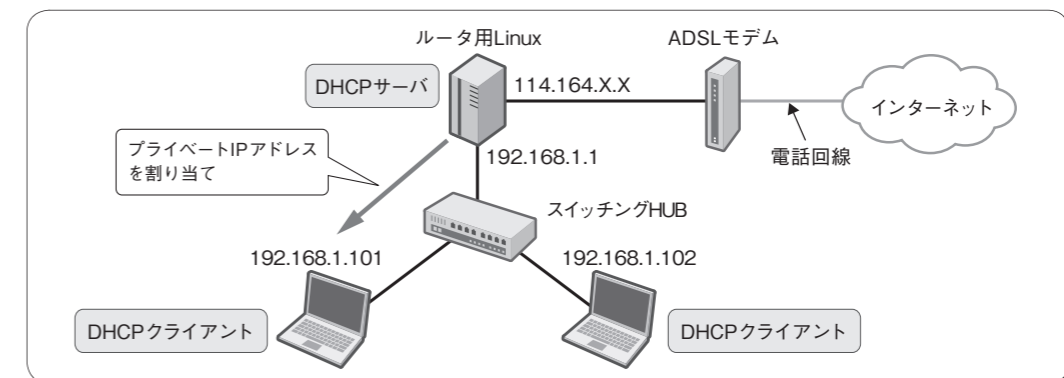 ルータ用Linux
ADSLモデム
DHCPサーバ
114.164.X.X
インターネット
プライベートIPアドレス
を割り当て
192.168.1.1
電話回線
スイッチングHUB
192.168.1.101
192.168.1.102
DHCPクライアント
DHCPクライアント